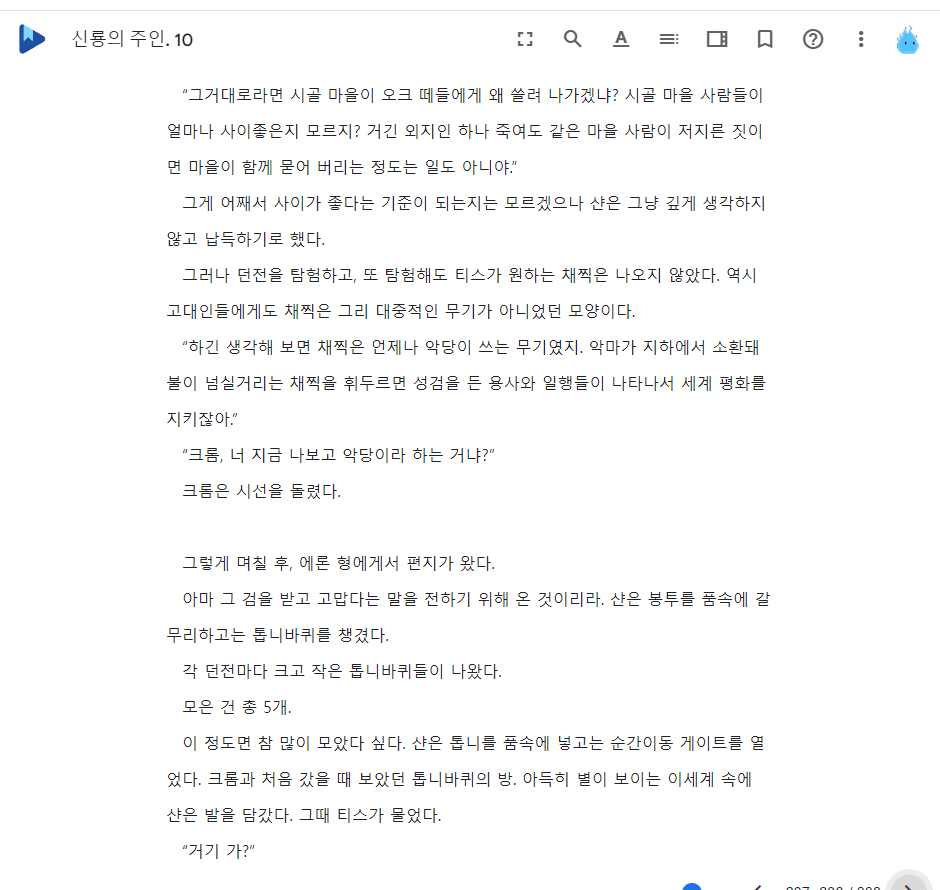 신룡의 주인. 10
"그거대로라면 시골 마을이 오크 떼들에게 왜 쓸려 나가겠냐? 시골 마을 사람들이
얼마나 사이좋은지 모르지? 거긴 외지인 하나 죽여도 같은 마을 사람이 저지른 짓이
면 마을이 함께 묻어 버리는 정도는 일도 아니야."
그게 어째서 사이가 좋다는 기준이 되는지는 모르겠으나 샨은 그냥 깊게 생각하지
않고 납득하기로 했다.
그러나 던전을 탐험하고, 또 탐험해도 티스가 원하는 채찍은 나오지 않았다. 역시
고대인들에게도 채찍은 그리 대중적인 무기가 아니었던 모양이다.
"하긴 생각해 보면 채찍은 언제나 악당이 쓰는 무기였지. 악마가 지하에서 소환돼
불이 넘실거리는 채찍을 휘두르면 성검을 든 용사와 일행들이 나타나서 세계 평화를
지키잖아."
"크롬, 너 지금 나보고 악당이라 하는 거냐?"
크롬은 시선을 돌렸다.
그렇게 며칠 후, 에론 형에게서 편지가 왔다.
아마 그 검을 받고 고맙다는 말을 전하기 위해 온 것이리라. 샨은 봉투를 품속에 갈
무리하고는 톱니바퀴를 챙겼다.
각 던전마다 크고 작은 톱니바퀴들이 나왔다.
모은 건 총 5개.
이 정도면 참 많이 모았다 싶다. 샨은 톱니를 품속에 넣고는 순간이동 게이트를 열
었다. 크롬과 처음 갔을 때 보았던 톱니바퀴의 방. 아득히 별이 보이는 이세계 속에
샨은 발을 담갔다. 그때 티스가 물었다.
"거기 가?"